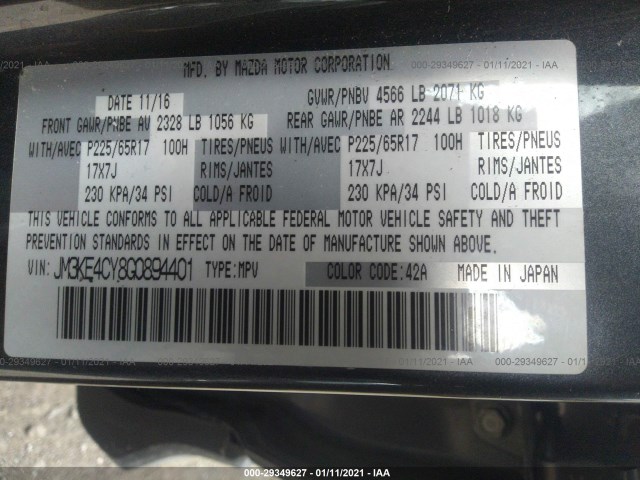 MFD. BY MAZDA MOTOR CORPORATION
000-29349627 - 01/11/2021 - IAA
01/11/2021 - IAA
DATE 11/16
GVWR/PNBV 4566 LB 2071 KG
FRONT GAWR/PNBE AV 2328 LB 1056 KG
REAR GAWR/PNBE AR 2244 LB 1018 KG
WITH/AVEC P225/65R17 100H TIRES/PNEUS WITH/AVEC P225/65R17 100H TIRES/PNEUS
17X7J RIMS/JANTES 17X7J RIMS/JANTES
230 KPA/34 PSI COLD/A FROID 230 KPA/34 PSI COLD/A FROID
THIS VEHICLE CONFORMS TO ALL APPLICABLE FEDERAL MOTOR VEHICLE SAFETY AND THEFT
PREVENTION STANDARDS IN EFFECT ON THE DATE OF MANUFACTURE SHOWN ABOVE.
VIN: JM3KE4CY8G0894401 TYPE:MPV COLOR CODE:42A MADE IN JAPAN
01/11/2021 - IAA
000-29349627 - 01/11/2021 - IAA
000-29349627 - 01/11/2021 - IAA
000-29349627 - 01/11/2021 - IAA